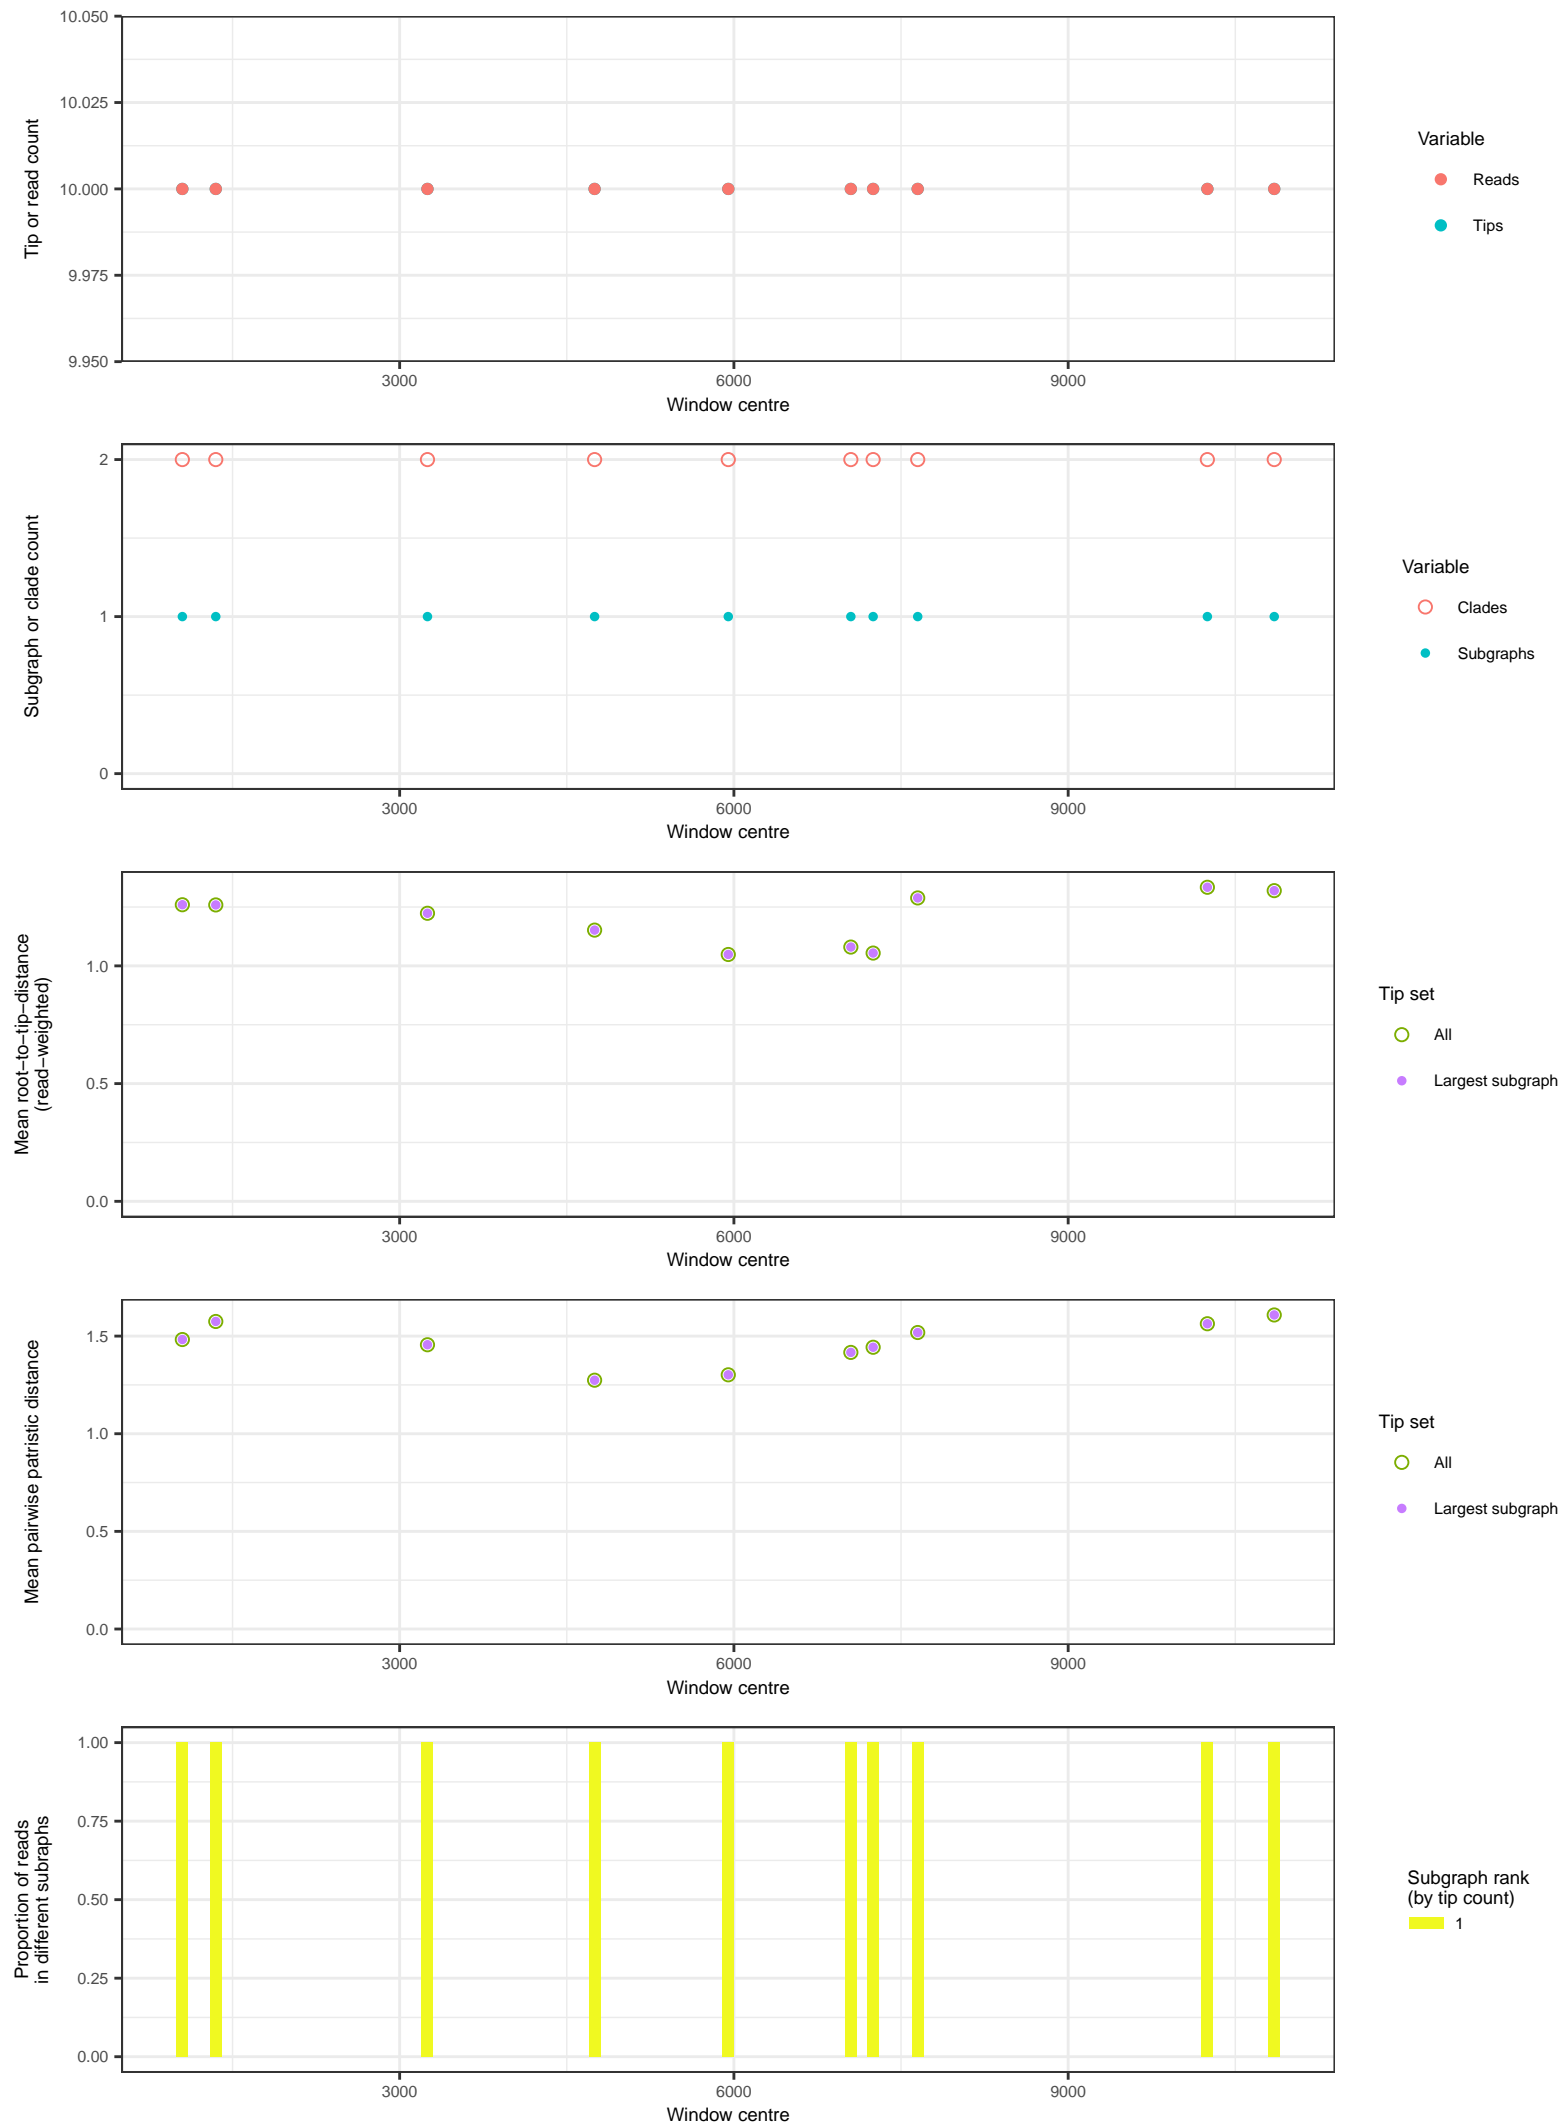 10.050
10.025
10.000
9.975
9.950
Tip or read count
3000
6000
9000
Window centre
Variable
Reads
Tips
2
1
0
Subgraph or clade count
3000
6000
9000
Window centre
Variable
Clades
Subgraphs
1.0
0.5
0.0
Mean root−to−tip−distance
(read−weighted)
3000
6000
9000
Window centre
Tip set
All
Largest subgraph
1.5
1.0
0.5
0.0
Mean pairwise patristic distance
3000
6000
9000
Window centre
Tip set
All
Largest subgraph
1.00
0.75
0.50
0.25
0.00
Proportion of reads
in different subraphs
3000
6000
9000
Window centre
Subgraph rank
(by tip count)
1